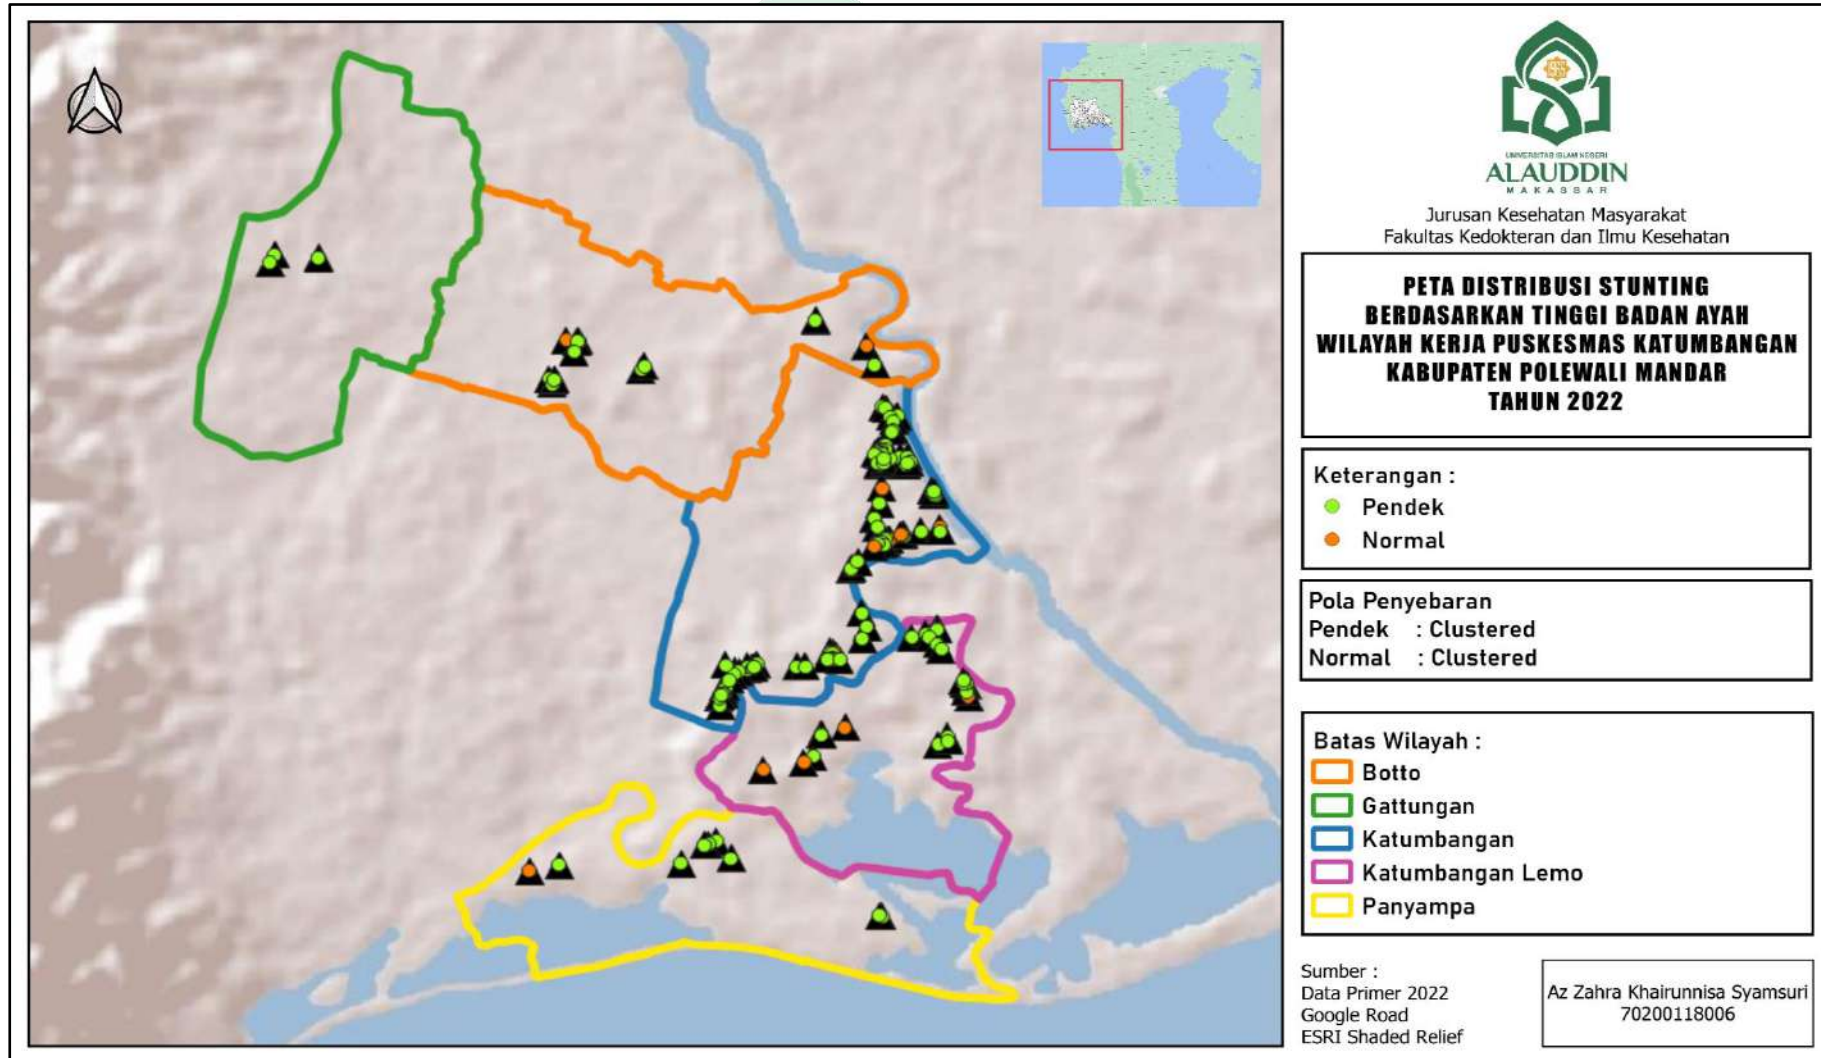 UNIVERSITAS ISLAM NEGERI
ALAUDDIN
MAKASSAR
Jurusan Kesehatan Masyarakat
Fakultas Kedokteran dan Ilmu Kesehatan
PETA DISTRIBUSI STUNTING
BERDASARKAN TINGGI BADAN AYAH
WILAYAH KERJA PUSKESMAS KATUMBANGAN
KABUPATEN POLEWALI MANDAR
TAHUN 2022
Keterangan :
Pendek
Normal
Pola Penyebaran
Pendek : Clustered
Normal : Clustered
Batas Wilayah :
Botto
Gattungan
Katumbangan
Katumbangan Lemo
Panyampa
Sumber :
Data Primer 2022
Google Road
ESRI Shaded Relief
Az Zahra Khairunnisa Syamsuri
70200118006